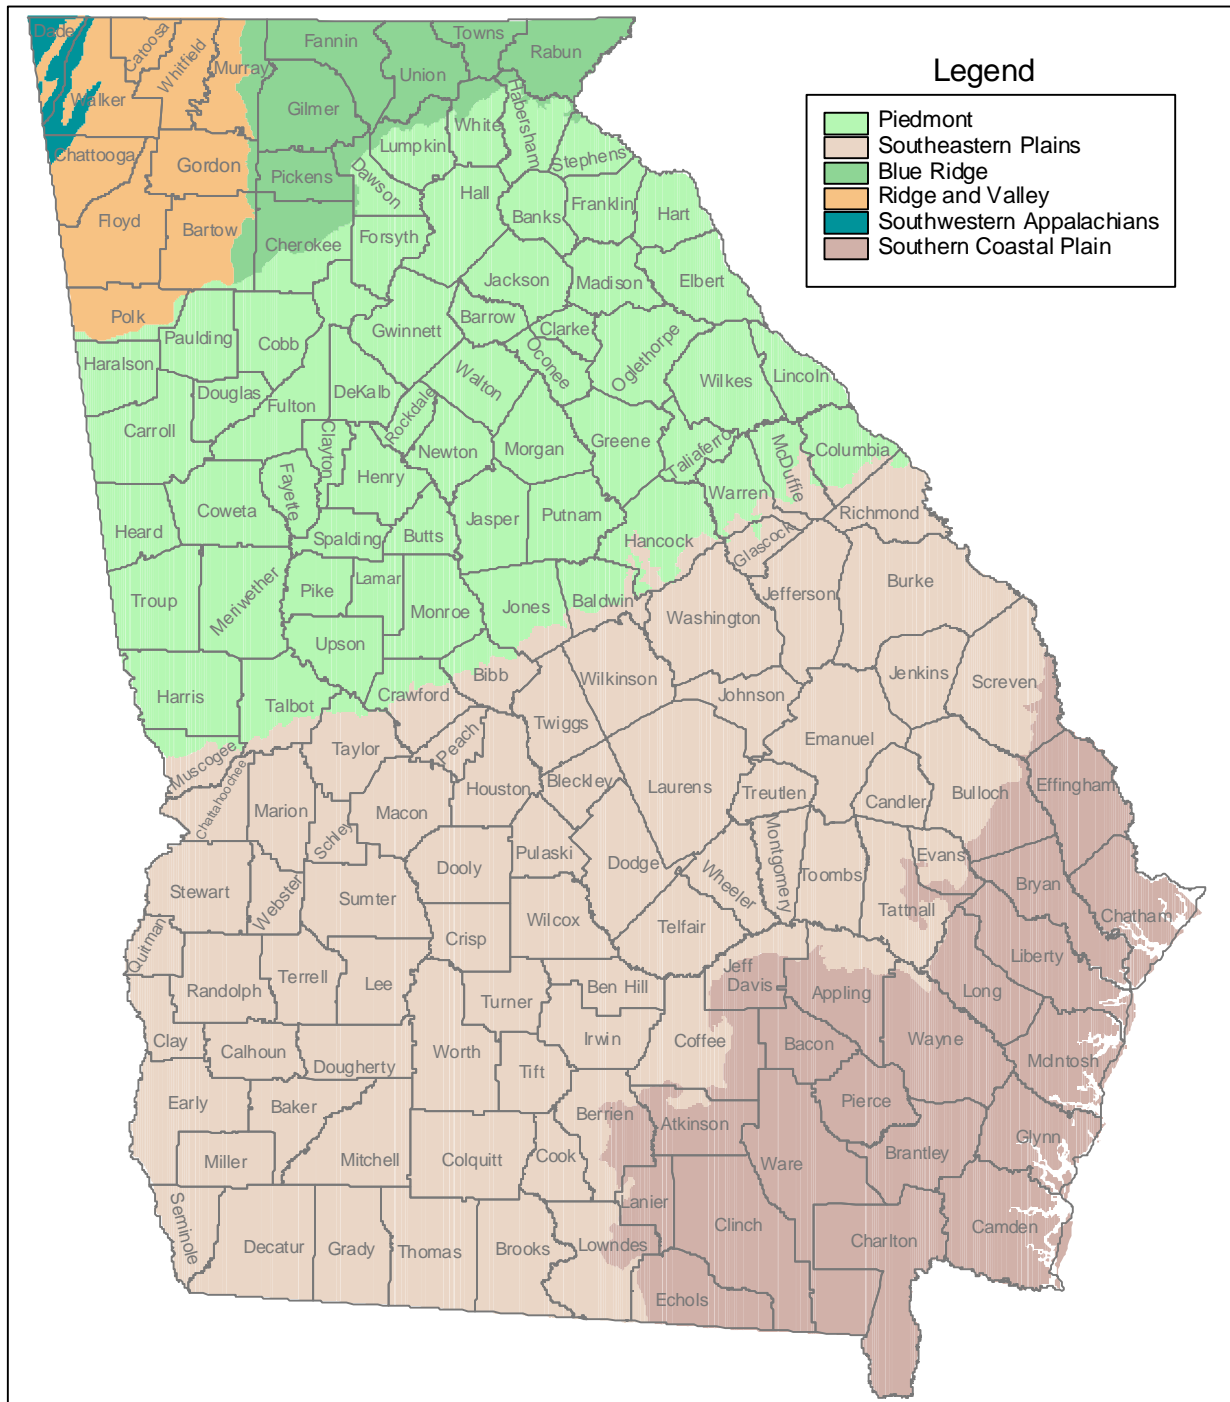 Legend
Piedmont
Southeastern Plains
Blue Ridge
Ridge and Valley
Southwestern Appalachians
Southern Coastal Plain
Dade
Catoosa
Whitfield
Murray
Fannin
Towns
Rabun
Union
Walker
Gilmer
White
Habersham
Lumpkin
Stephens
Chattooga
Gordon
Pickens
Dawson
Hall
Banks
Franklin
Hart
Floyd
Bartow
Cherokee
Forsyth
Jackson
Madison
Elbert
Polk
Paulding
Cobb
Gwinnett
Barrow
Clarke
Oconee
Oglethorpe
Haralson
Douglas
Fulton
DeKalb
Rockdale
Walton
Wilkes
Lincoln
Carroll
Clayton
Newton
Morgan
Greene
Taliaferro
McDuffie
Columbia
Fayette
Henry
Warren
Heard
Coweta
Spalding
Butts
Jasper
Putnam
Hancock
Glascock
Richmond
Troup
Meriwether
Pike
Lamar
Monroe
Jones
Baldwin
Washington
Jefferson
Burke
Upson
Harris
Talbot
Crawford
Bibb
Wilkinson
Johnson
Jenkins
Screven
Muscogee
Taylor
Peach
Twiggs
Emanuel
Chattahoochee
Marion
Macon
Houston
Bleckley
Laurens
Treutlen
Candler
Bulloch
Effingham
Schley
Dooly
Pulaski
Dodge
Wheeler
Montgomery
Toombs
Evans
Bryan
Stewart
Webster
Sumter
Wilcox
Telfair
Tattnall
Chatham
Quitman
Crisp
Liberty
Randolph
Terrell
Lee
Turner
Ben Hill
Jeff
Davis
Appling
Long
Clay
Calhoun
Dougherty
Worth
Irwin
Coffee
Bacon
Wayne
McIntosh
Tift
Early
Baker
Berrien
Atkinson
Pierce
Miller
Mitchell
Colquitt
Cook
Ware
Brantley
Glynn
Seminole
Lanier
Decatur
Grady
Thomas
Brooks
Lowndes
Clinch
Charlton
Camden
Echols